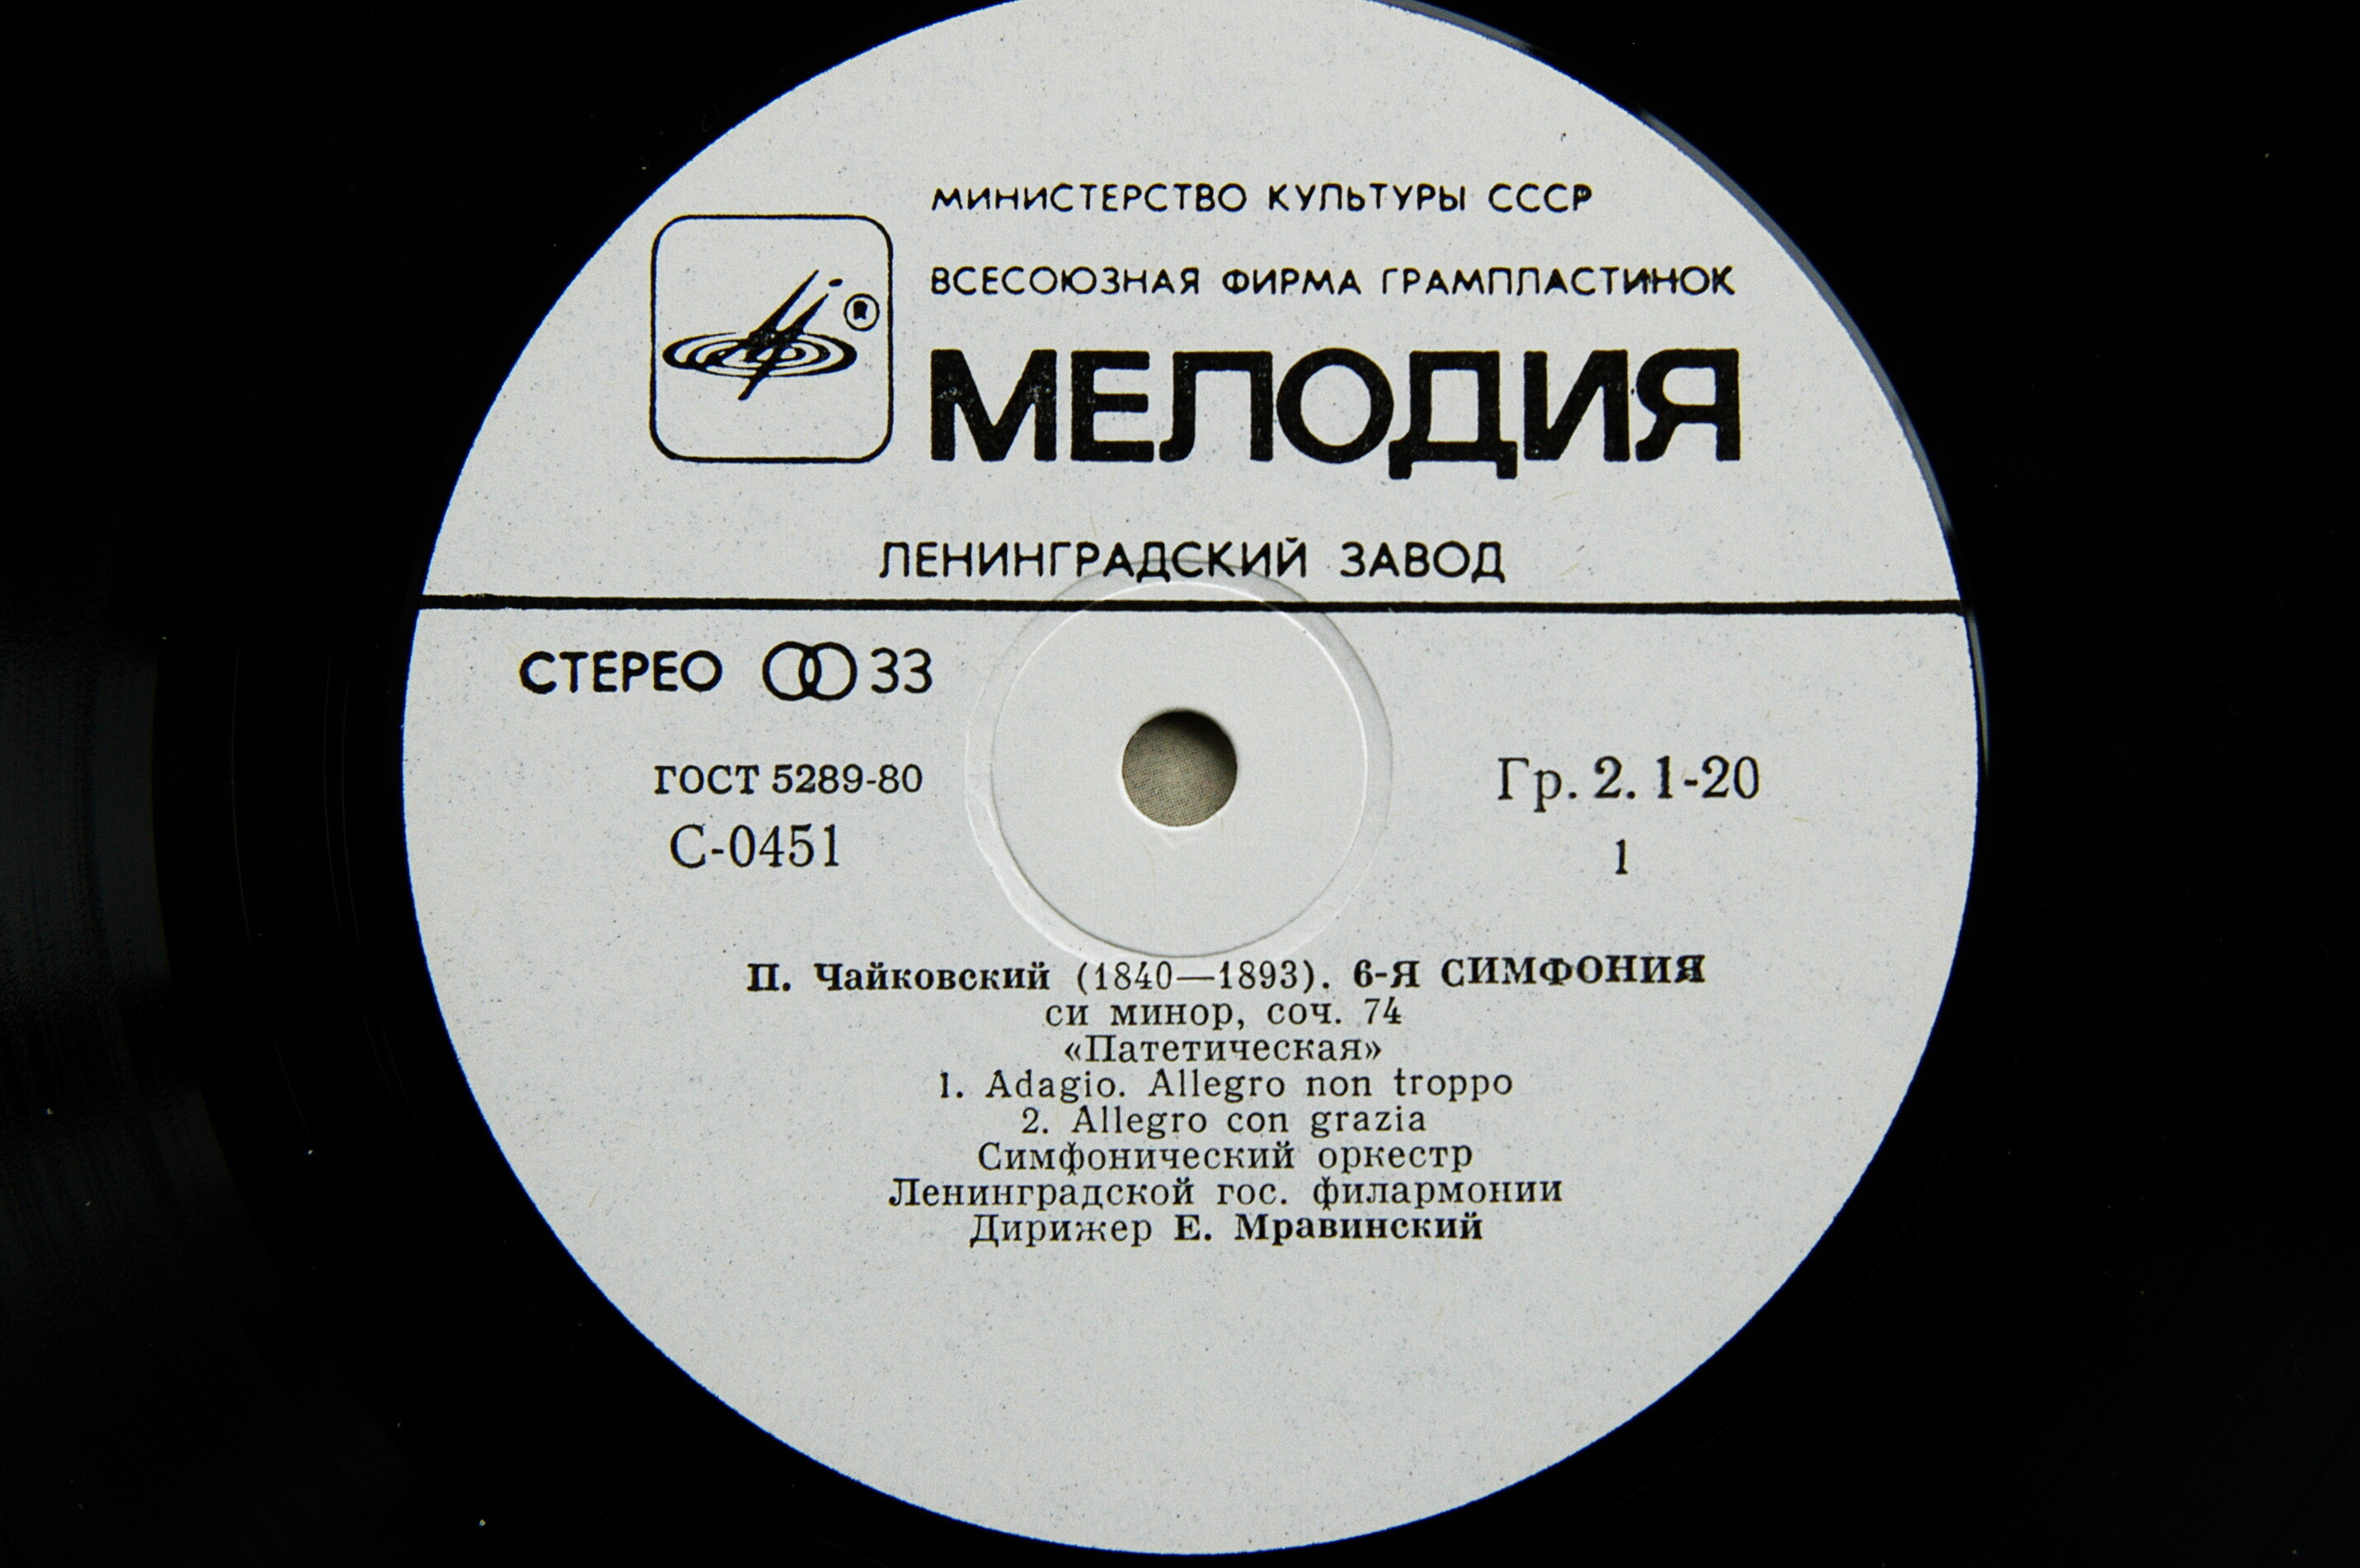 МИНИСТЕРСТВО КУЛЬТУРЫ СССР
ВСЕСОЮЗНАЯ ФИРМА ГРАМПЛАСТИНОК
®
МЕЛОДИЯ
ЛЕНИНГРАДСКИЙ ЗАВОД
СТЕРЕО 33
ГОСТ 5289-80
Гр. 2. 1-20
С-0451
1
П. Чайковский (1840—1893). 6-Я СИМФОНИЯ
си минор, соч. 74
«Патетическая»
1. Adagio. Allegro non troppo
2. Allegro con grazia
Симфонический оркестр
Ленинградской гос. филармонии
Дирижер Е. Мравинский